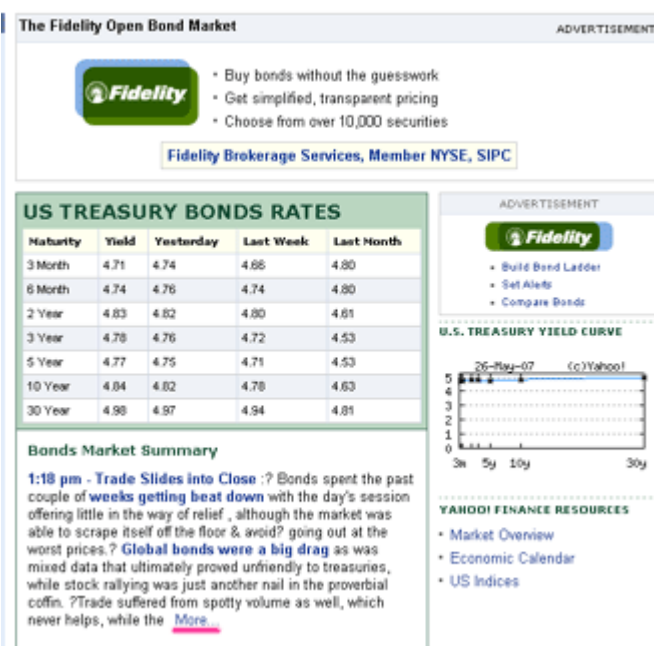 The Fidelity Open Bond Market
ADVERTISEMENT
Fidelity
• Buy bonds without the guesswork
• Get simplified, transparent pricing
• Choose from over 10,000 securities
Fidelity Brokerage Services, Member NYSE, SIPC
US TREASURY BONDS RATES
Maturity Yield Yesterday Last Week Last Month
3 Month 4.71 4.74 4.66 4.80
6 Month 4.74 4.76 4.74 4.80
2 Year 4.83 4.82 4.80 4.61
3 Year 4.78 4.76 4.72 4.53
5 Year 4.77 4.75 4.71 4.53
10 Year 4.84 4.82 4.78 4.63
30 Year 4.98 4.97 4.94 4.81
Bonds Market Summary
1:18 pm - Trade Slides into Close :? Bonds spent the past
couple of weeks getting beat down with the day's session
offering little in the way of relief , although the market was
able to scrape itself off the floor & avoid? going out at the
worst prices.? Global bonds were a big drag as was
mixed data that ultimately proved unfriendly to treasuries,
while stock rallying was just another nail in the proverbial
coffin. ?Trade suffered from spotty volume as well, which
never helps, while the More...
ADVERTISEMENT
Fidelity
• Build Bond Ladder
• Set Alerts
• Compare Bonds
U.S. TREASURY YIELD CURVE
26-May-07 (c)Yahoo!
5
4
3
2
1
0
3m 5y 10y 30y
YAHOO! FINANCE RESOURCES
• Market Overview
• Economic Calendar
• US Indices